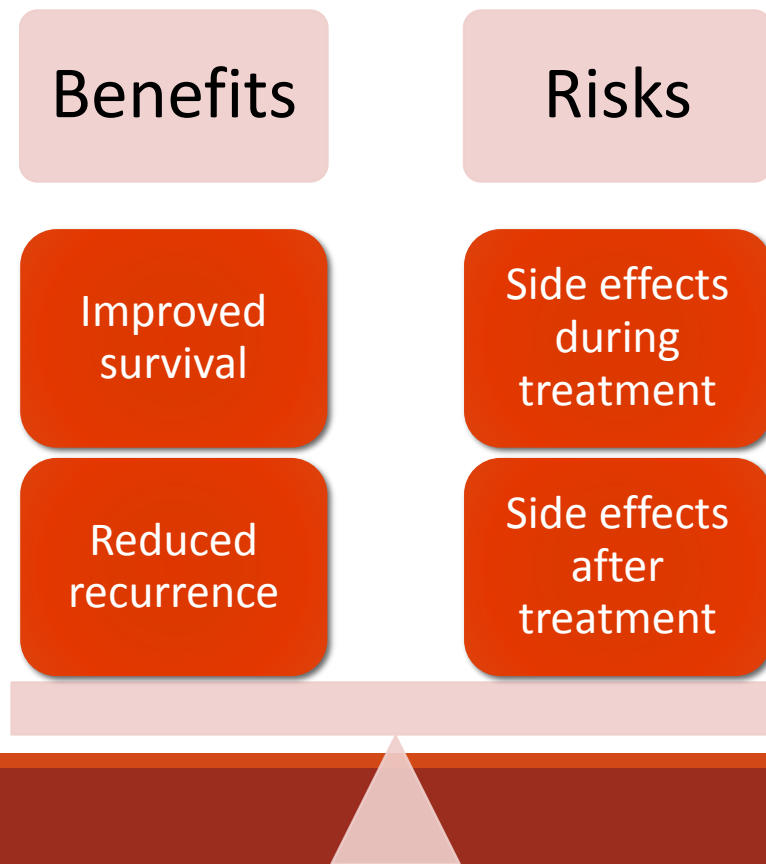 Benefits
Improved
survival
Reduced
recurrence
Risks
Side effects
during
treatment
Side effects
after
treatment